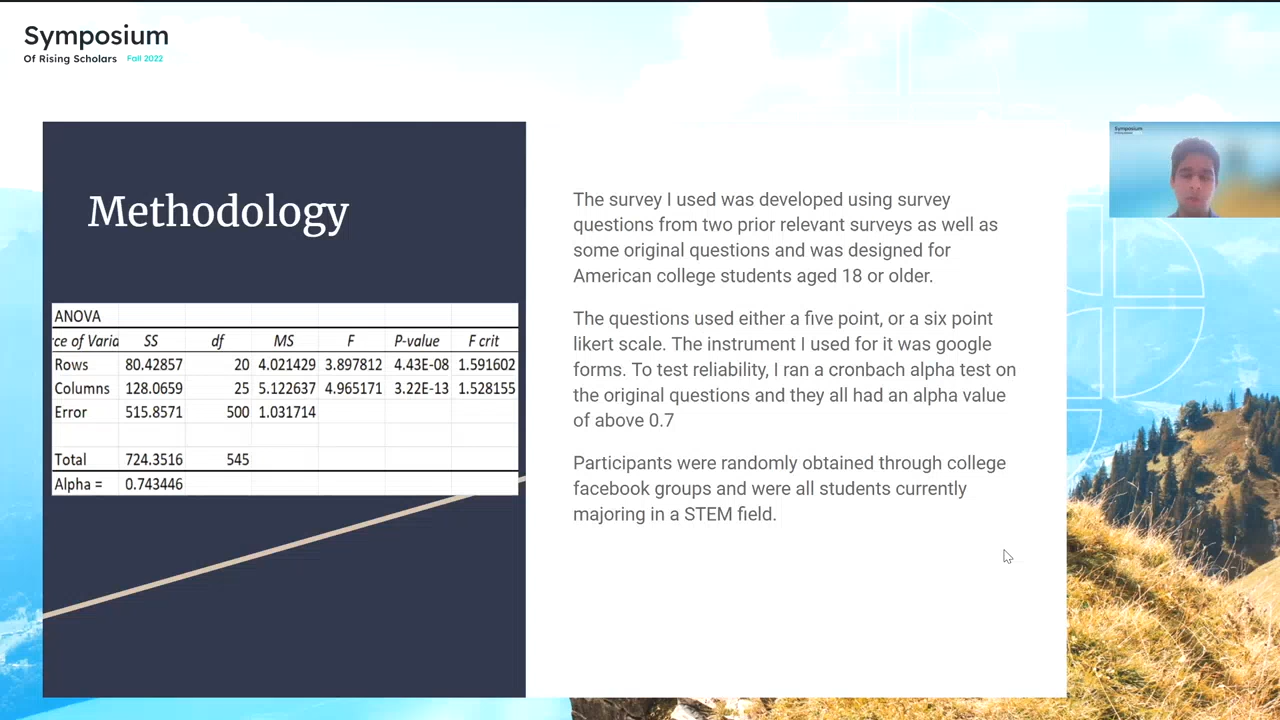 Symposium
Of Rising Scholars Fall 2022
Methodology
ANOVA
rce of Varia SS df MS F P-value F crit
Rows 80.42857 20 4.021429 3.897812 4.43E-08 1.591602
Columns 128.0659 25 5.122637 4.965171 3.22E-13 1.528155
Error 515.8571 500 1.031714
Total 724.3516 545
Alpha = 0.743446
The survey I used was developed using survey
questions from two prior relevant surveys as well as
some original questions and was designed for
American college students aged 18 or older.
The questions used either a five point, or a six point
likert scale. The instrument I used for it was google
forms. To test reliability, I ran a cronbach alpha test on
the original questions and they all had an alpha value
of above 0.7
Participants were randomly obtained through college
facebook groups and were all students currently
majoring in a STEM field.
Symposium